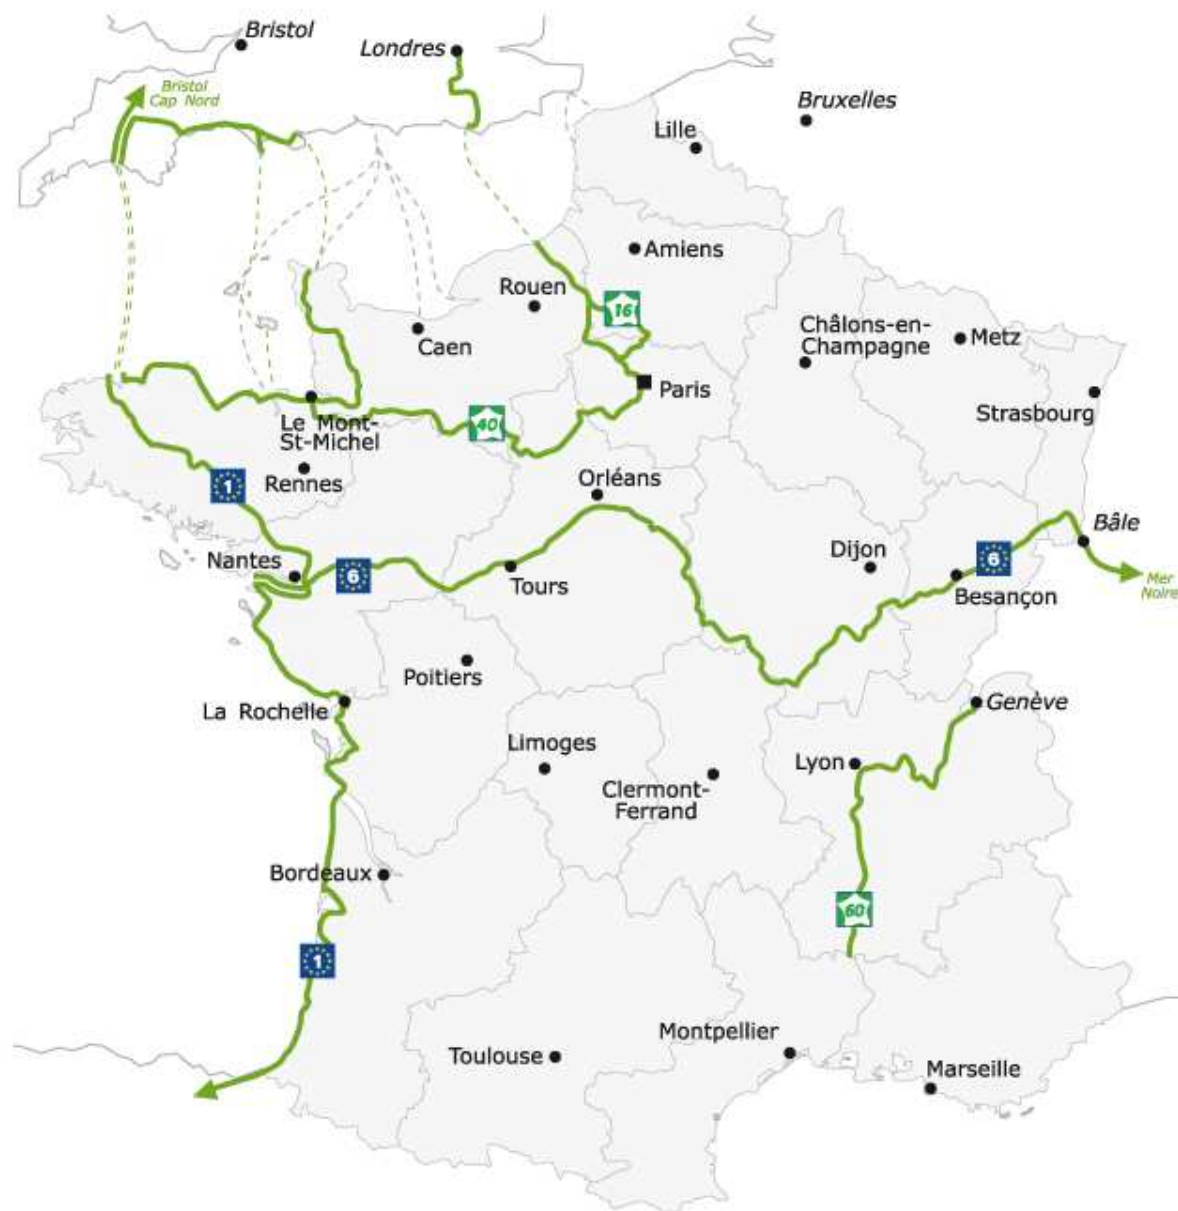 Bristol
Londres
Bristol
Cap Nord
Bruxelles
Lille
Amiens
Rouen
16
Caen
Châlons-en-
Champagne
Metz
Paris
Strasbourg
Le Mont-
St-Michel
40
Rennes
1
Orléans
Bâle
Dijon
Nantes
6
Tours
6
Besançon
Mer
Noire
Poitiers
La Rochelle
Genève
Limoges
Lyon
Clermont-
Ferrand
Bordeaux
60
1
Montpellier
Toulouse
Marseille